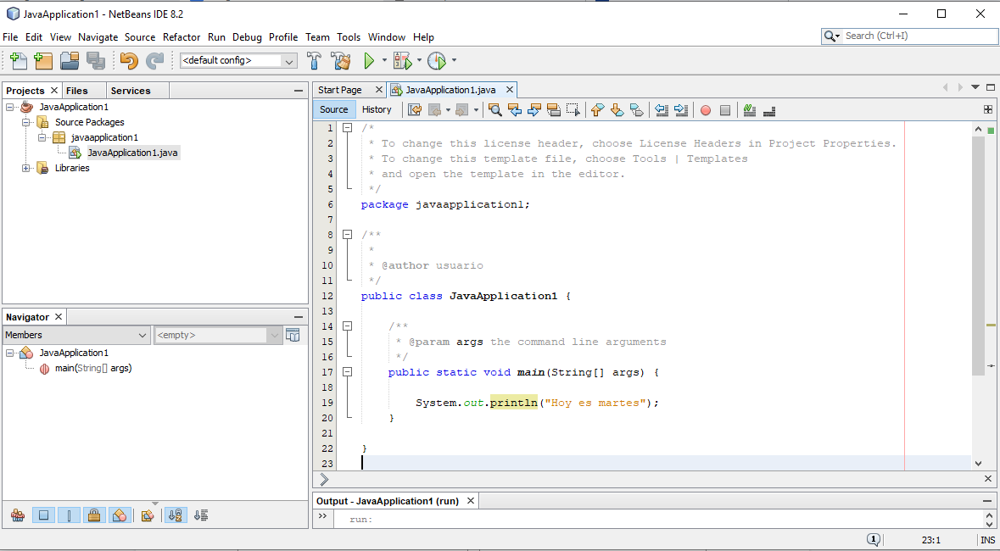 JavaApplication1 - NetBeans IDE 8.2
File Edit View Navigate Source Refactor Run Debug Profile Team Tools Window Help
Search (Ctrl+I)
<default config>
Projects Files Services
JavaApplication1
Source Packages
javaapplication1
JavaApplication1.java
Libraries
Navigator
Members <empty>
JavaApplication1
main(String[] args)
Start Page JavaApplication1.java
Source History
1 /*
2 * To change this license header, choose License Headers in Project Properties.
3 * To change this template file, choose Tools | Templates
4 * and open the template in the editor.
5 */
6 package javaapplication1;
7
8 /**
9 *
10 * @author usuario
11 */
12 public class JavaApplication1 {
13
14 /**
15 * @param args the command line arguments
16 */
17 public static void main(String[] args) {
18
19 System.out.println("Hoy es martes");
20 }
21
22 }
23
Output - JavaApplication1 (run)
run:
1 23:1 INS